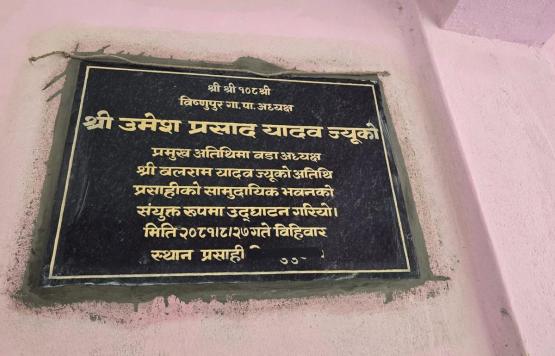 श्री श्री १०८ श्री
विष्णुपुर गा.पा. अध्यक्ष
श्री उमेश प्रसाद यादव ज्यूको
प्रमुख अतिथिमा वडा अध्यक्ष
श्री बलराम यादव ज्यूको अतिथि
प्रसाहीको सामुदायिक भवनको
संयुक्त रूपमा उद्घाटन गरियो।
मिति २०८१।८।२७ गते विहिवार
स्थान प्रसाही